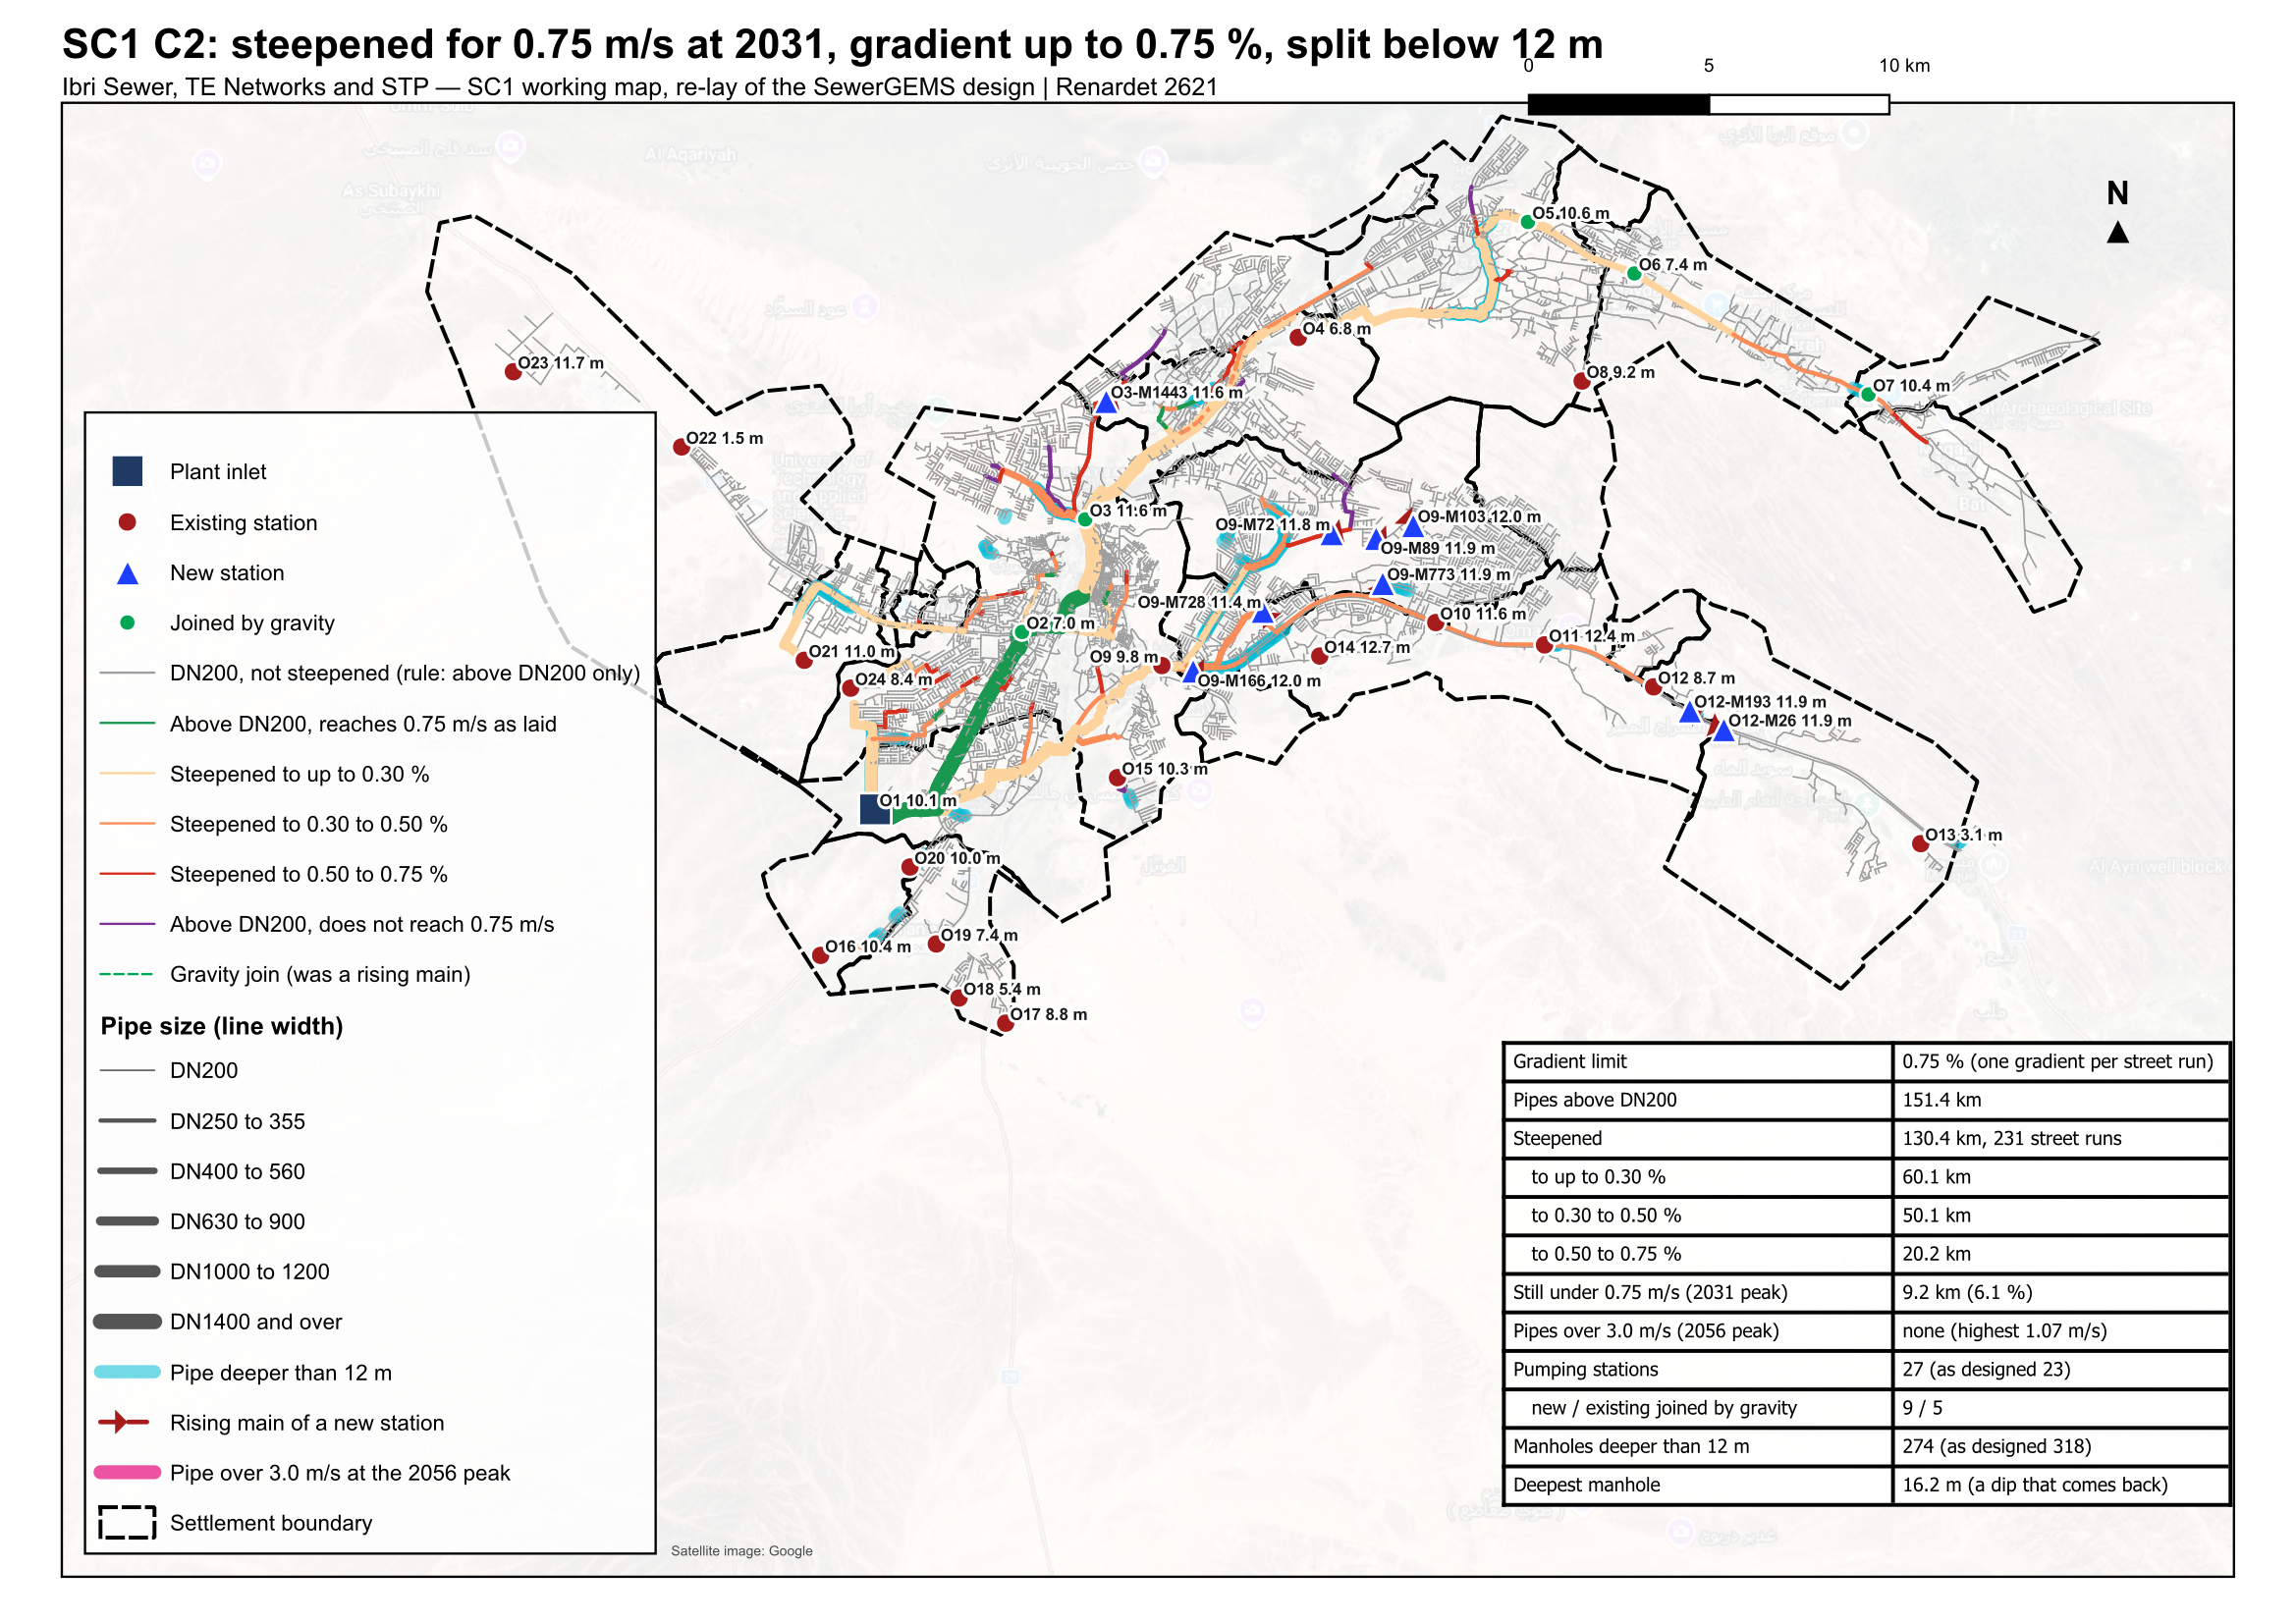 SC1 C2: steepened for 0.75 m/s at 2031, gradient up to 0.75 %, split below 12 m
Ibri Sewer, TE Networks and STP — SC1 working map, re-lay of the SewerGEMS design | Renardet 2621
0
5
10 km
N
Al Aqariyah
As Subaykhi
الصبيخي
عود السوّد
O5 10.6 m
O6 7.4 m
O4 6.8 m
O23 11.7 m
O8 9.2 m
O7 10.4 m
O3-M1443 11.6 m
O22 1.5 m
O3 11.6 m
O9-M72 11.8 m
O9-M103 12.0 m
O9-M89 11.9 m
O9-M773 11.9 m
O9-M728 11.4 m
O10 11.6 m
O2 7.0 m
O11 12.4 m
O21 11.0 m
O9 9.8 m
O14 12.7 m
O24 8.4 m
O9-M166 12.0 m
O12 8.7 m
O12-M193 11.9 m
O12-M26 11.9 m
O15 10.3 m
O1 10.1 m
O13 3.1 m
O20 10.0 m
Al Ayn well block
O19 7.4 m
O16 10.4 m
O18 5.4 m
O17 8.8 m
Plant inlet
Existing station
New station
Joined by gravity
DN200, not steepened (rule: above DN200 only)
Above DN200, reaches 0.75 m/s as laid
Steepened to up to 0.30 %
Steepened to 0.30 to 0.50 %
Steepened to 0.50 to 0.75 %
Above DN200, does not reach 0.75 m/s
Gravity join (was a rising main)
Pipe size (line width)
DN200
DN250 to 355
DN400 to 560
DN630 to 900
DN1000 to 1200
DN1400 and over
Pipe deeper than 12 m
Rising main of a new station
Pipe over 3.0 m/s at the 2056 peak
Settlement boundary
Satellite image: Google
Gradient limit 0.75 % (one gradient per street run)
Pipes above DN200 151.4 km
Steepened 130.4 km, 231 street runs
to up to 0.30 % 60.1 km
to 0.30 to 0.50 % 50.1 km
to 0.50 to 0.75 % 20.2 km
Still under 0.75 m/s (2031 peak) 9.2 km (6.1 %)
Pipes over 3.0 m/s (2056 peak) none (highest 1.07 m/s)
Pumping stations 27 (as designed 23)
new / existing joined by gravity 9 / 5
Manholes deeper than 12 m 274 (as designed 318)
Deepest manhole 16.2 m (a dip that comes back)